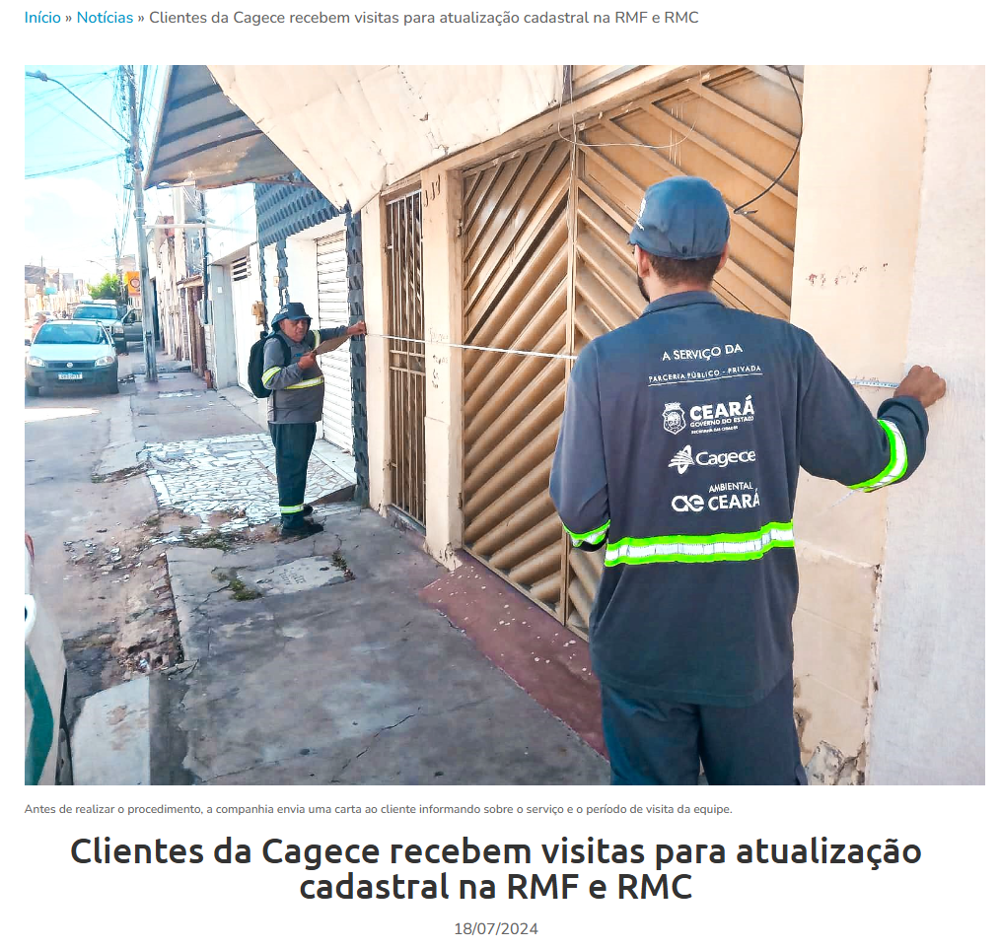 Início » Notícias » Clientes da Cagece recebem visitas para atualização cadastral na RMF e RMC
A SERVIÇO DA
PARCERIA PÚBLICO - PRIVADA
CEARÁ
GOVERNO DO ESTADO
SECRETARIA DAS CIDADES
Cagece
AMBIENTAL
CEARÁ
Antes de realizar o procedimento, a companhia envia uma carta ao cliente informando sobre o serviço e o período de visita da equipe.
Clientes da Cagece recebem visitas para atualização
cadastral na RMF e RMC
18/07/2024